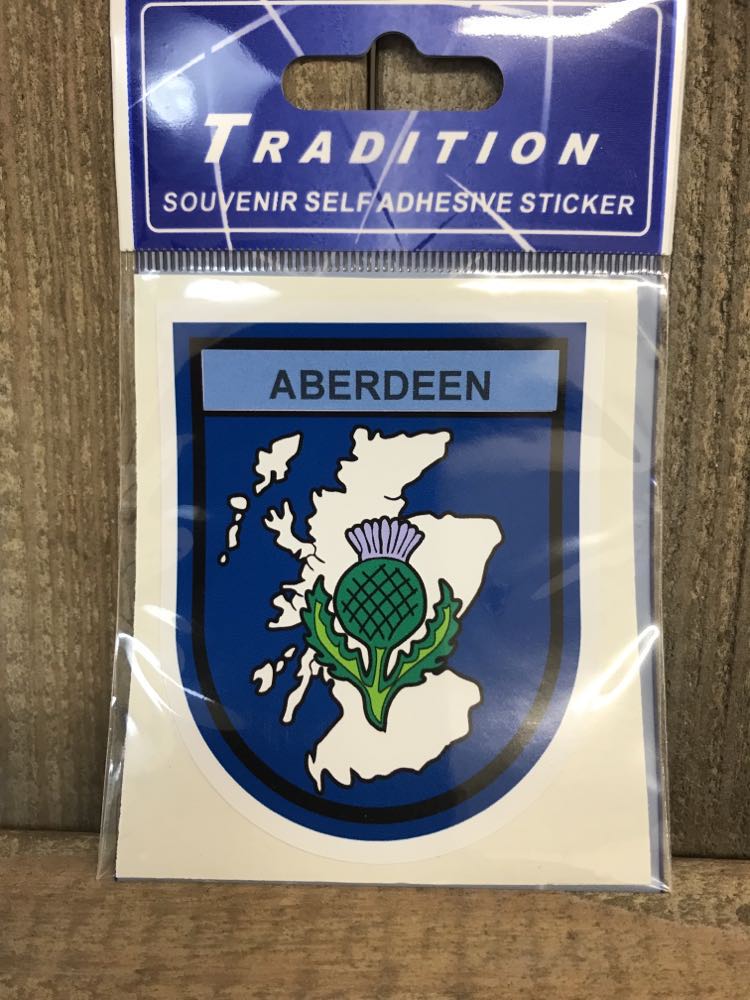 TRADITION
SOUVENIR SELF ADHESIVE STICKER
ABERDEEN